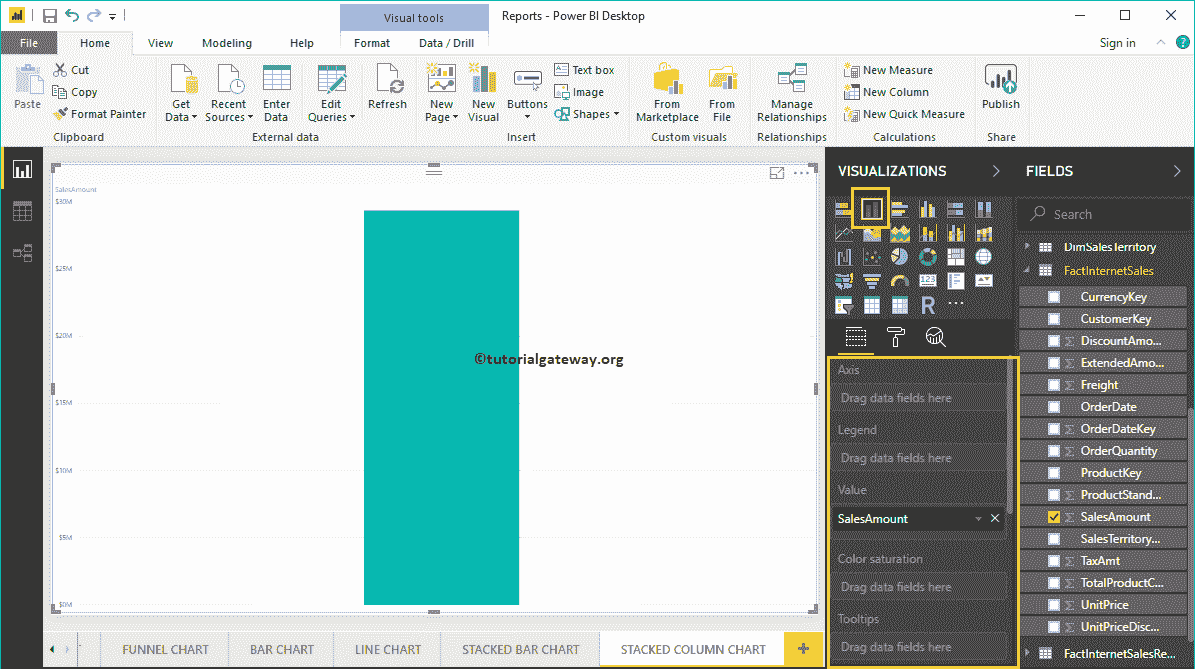 Visual tools
Reports - Power BI Desktop
File
Home
View
Modeling
Help
Format
Data / Drill
Sign in
?
Paste
Cut
Copy
Format Painter
Clipboard
Get Data
Recent Sources
Enter Data
Edit Queries
External data
Refresh
New Page
New Visual
Buttons
Text box
Image
Shapes
Insert
From Marketplace
From File
Custom visuals
Manage Relationships
Relationships
New Measure
New Column
New Quick Measure
Calculations
Publish
Share
SalesAmount
$30M
$25M
$20M
$15M
$10M
$5M
$0M
©tutorialgateway.org
VISUALIZATIONS
123
R
Axis
Drag data fields here
Legend
Drag data fields here
Value
SalesAmount
Color saturation
Drag data fields here
Tooltips
Drag data fields here
FIELDS
Search
DimSalesTerritory
FactInternetSales
CurrencyKey
CustomerKey
DiscountAmo...
ExtendedAmo...
Freight
OrderDate
OrderDateKey
OrderQuantity
ProductKey
ProductStand...
SalesAmount
SalesTerritory...
TaxAmt
TotalProductC...
UnitPrice
UnitPriceDisc...
FactInternetSalesRe...
FUNNEL CHART
BAR CHART
LINE CHART
STACKED BAR CHART
STACKED COLUMN CHART
+